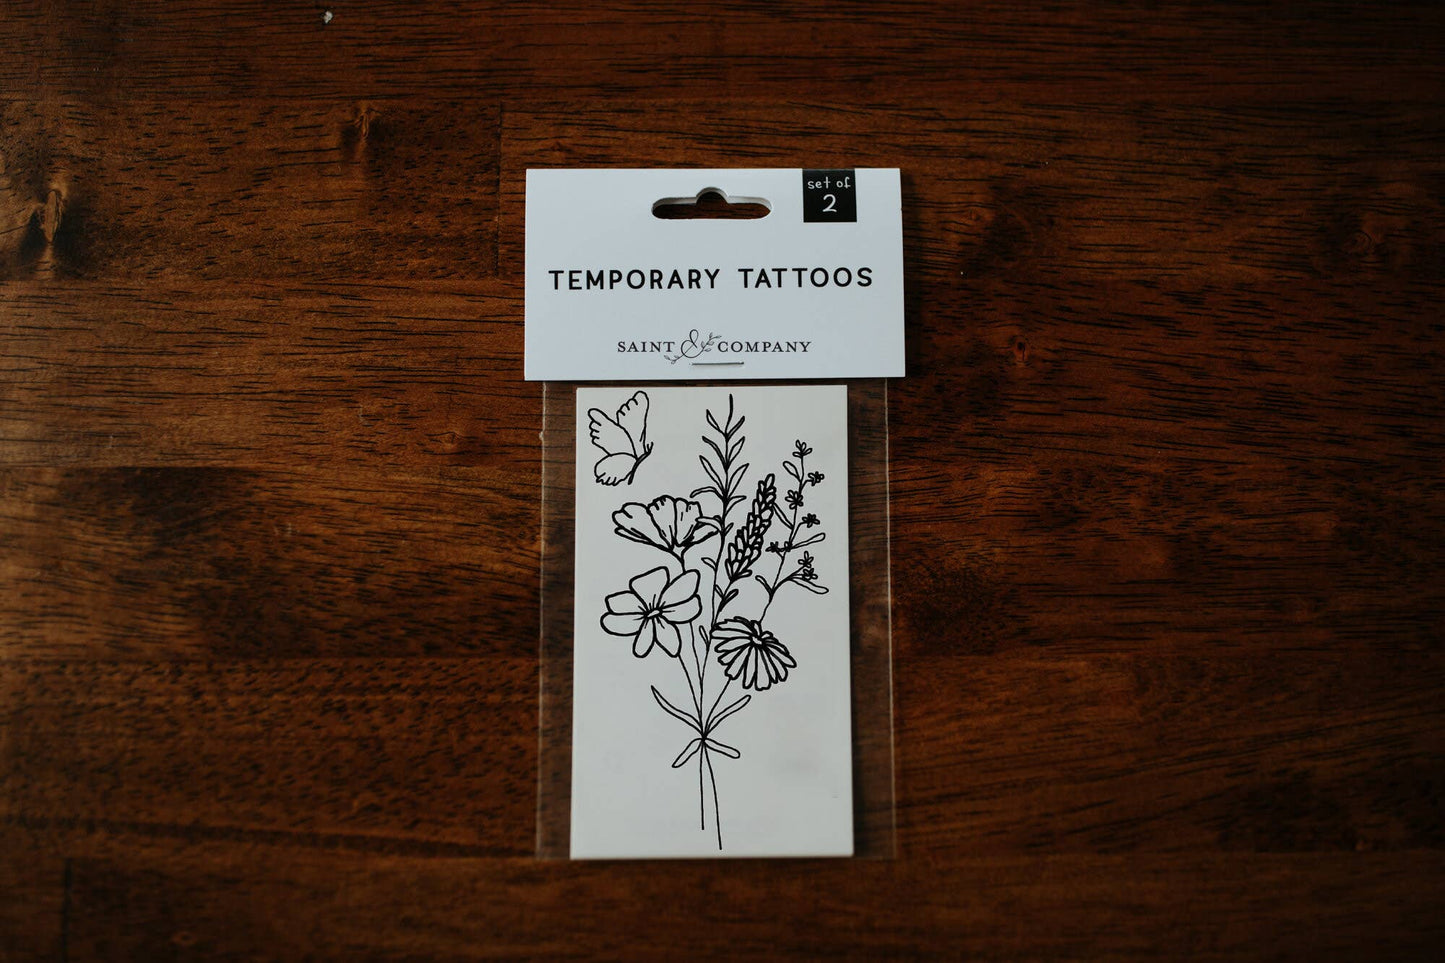 set of
2
TEMPORARY TATTOOS
SAINT & COMPANY